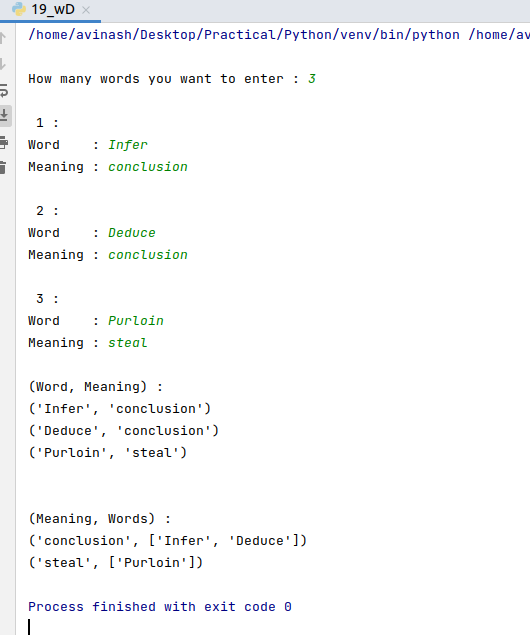 19_wD
/home/avinash/Desktop/Practical/Python/venv/bin/python /home/av
How many words you want to enter : 3
1 :
Word    : Infer
Meaning : conclusion
2 :
Word    : Deduce
Meaning : conclusion
3 :
Word    : Purloin
Meaning : steal
(Word, Meaning) :
('Infer', 'conclusion')
('Deduce', 'conclusion')
('Purloin', 'steal')
(Meaning, Words) :
('conclusion', ['Infer', 'Deduce'])
('steal', ['Purloin'])
Process finished with exit code 0